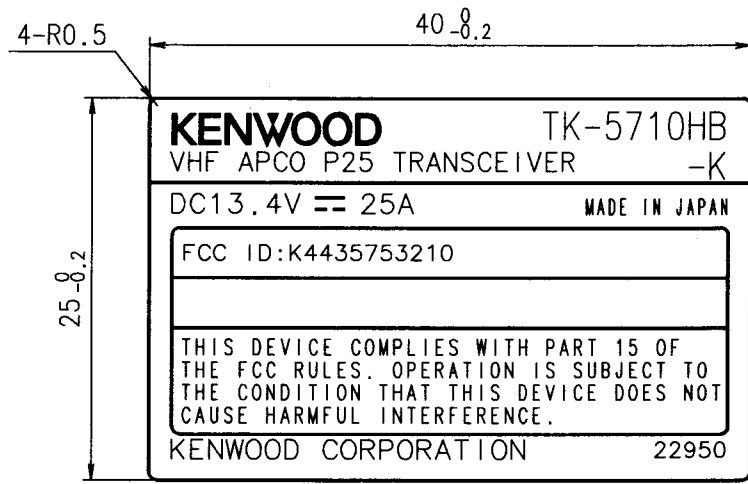 4-R0.5
40 0 -0.2
KENWOOD TK-5710HB
VHF APCO P25 TRANSCEIVER -K
DC13.4V ⎓ 25A MADE IN JAPAN
25 0 -0.2
FCC ID:K4435753210
THIS DEVICE COMPLIES WITH PART 15 OF
THE FCC RULES. OPERATION IS SUBJECT TO
THE CONDITION THAT THIS DEVICE DOES NOT
CAUSE HARMFUL INTERFERENCE.
KENWOOD CORPORATION 22950